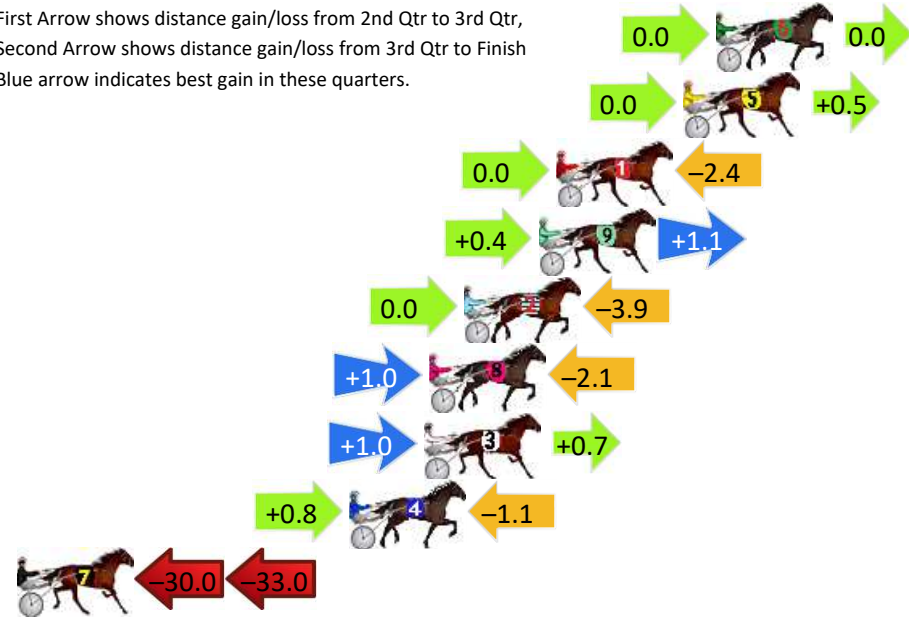 First Arrow shows distance gain/loss from 2nd Qtr to 3rd Qtr,
Second Arrow shows distance gain/loss from 3rd Qtr to Finish
Blue arrow indicates best gain in these quarters.
0.0 6 0.0
0.0 5 +0.5
0.0 1 –2.4
+0.4 9 +1.1
0.0 2 –3.9
+1.0 8 –2.1
+1.0 3 +0.7
+0.8 4 –1.1
7 –30.0 –33.0